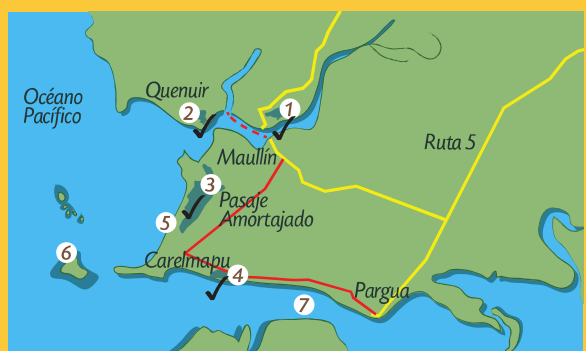 Quenuir
Océano
Pacífico
2
1
Ruta 5
Maullín
3
Pasaje
Amortajado
5
6
Carelmapu
4
7
Pargua